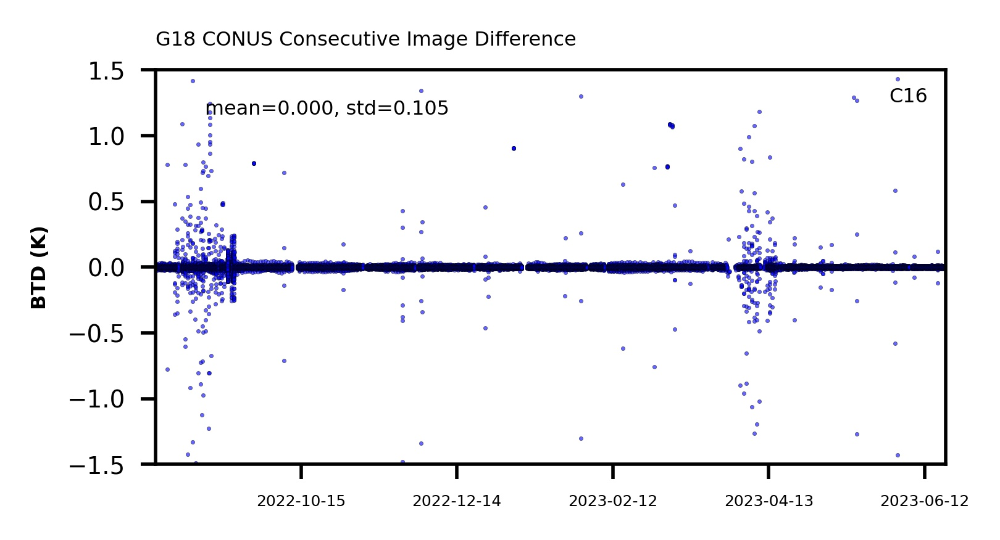 G18 CONUS Consecutive Image Difference
1.5
C16
mean=0.000, std=0.105
1.0
0.5
0.0
BTD (K)
−0.5
−1.0
−1.5
2022-10-15 2022-12-14 2023-02-12 2023-04-13 2023-06-12